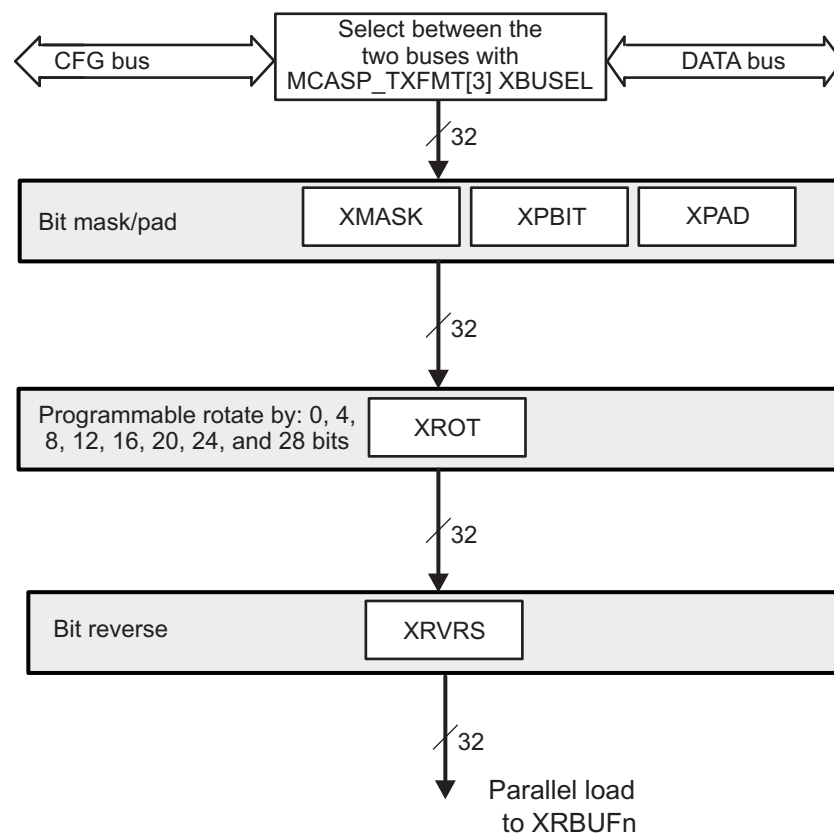 Select between the
two buses with
MCASP_TXFMT[3] XBUSEL
CFG bus
DATA bus
32
Bit mask/pad
XMASK
XPBIT
XPAD
32
Programmable rotate by: 0, 4,
8, 12, 16, 20, 24, and 28 bits
XROT
32
Bit reverse
XRVRS
32
Parallel load
to XRBUFn